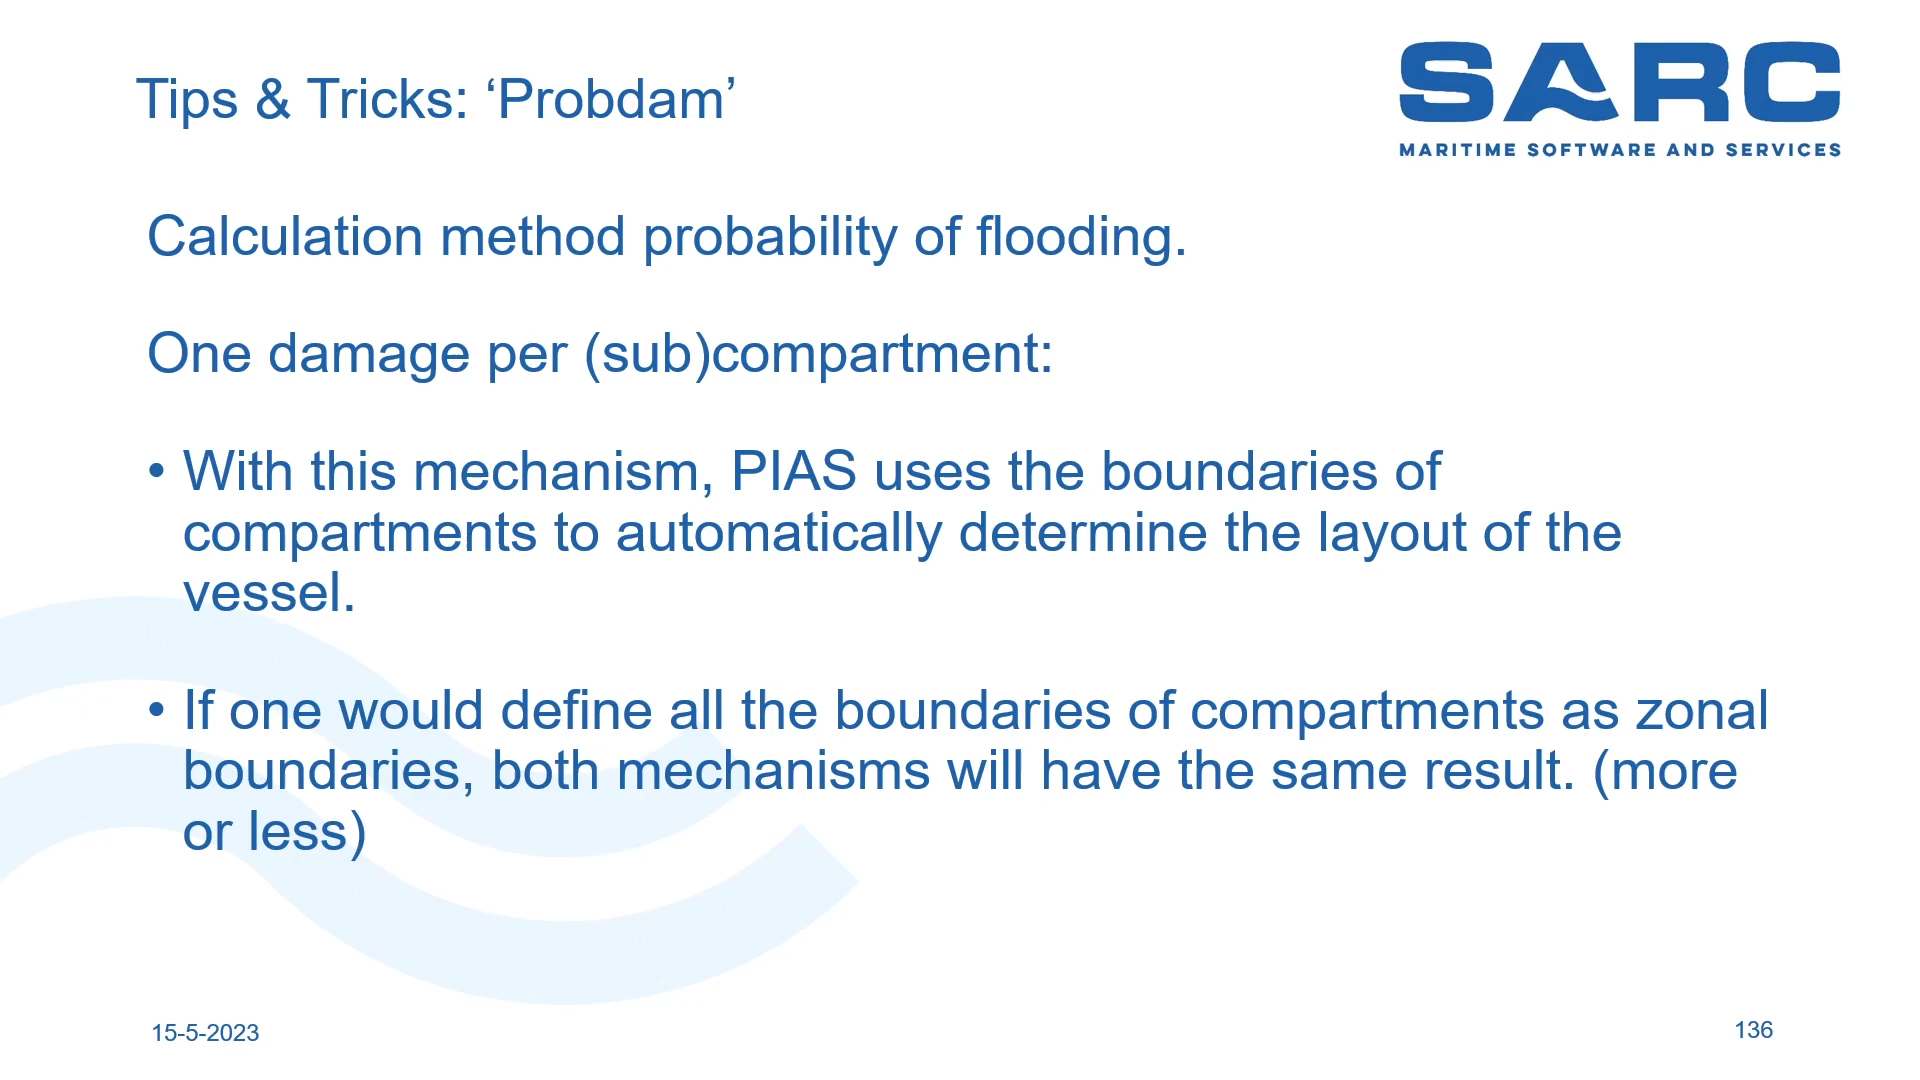 Tips & Tricks: ‘Probdam’
SARC
MARITIME SOFTWARE AND SERVICES
Calculation method probability of flooding.
One damage per (sub)compartment:
• With this mechanism, PIAS uses the boundaries of
compartments to automatically determine the layout of the
vessel.
• If one would define all the boundaries of compartments as zonal
boundaries, both mechanisms will have the same result. (more
or less)
15-5-2023
136